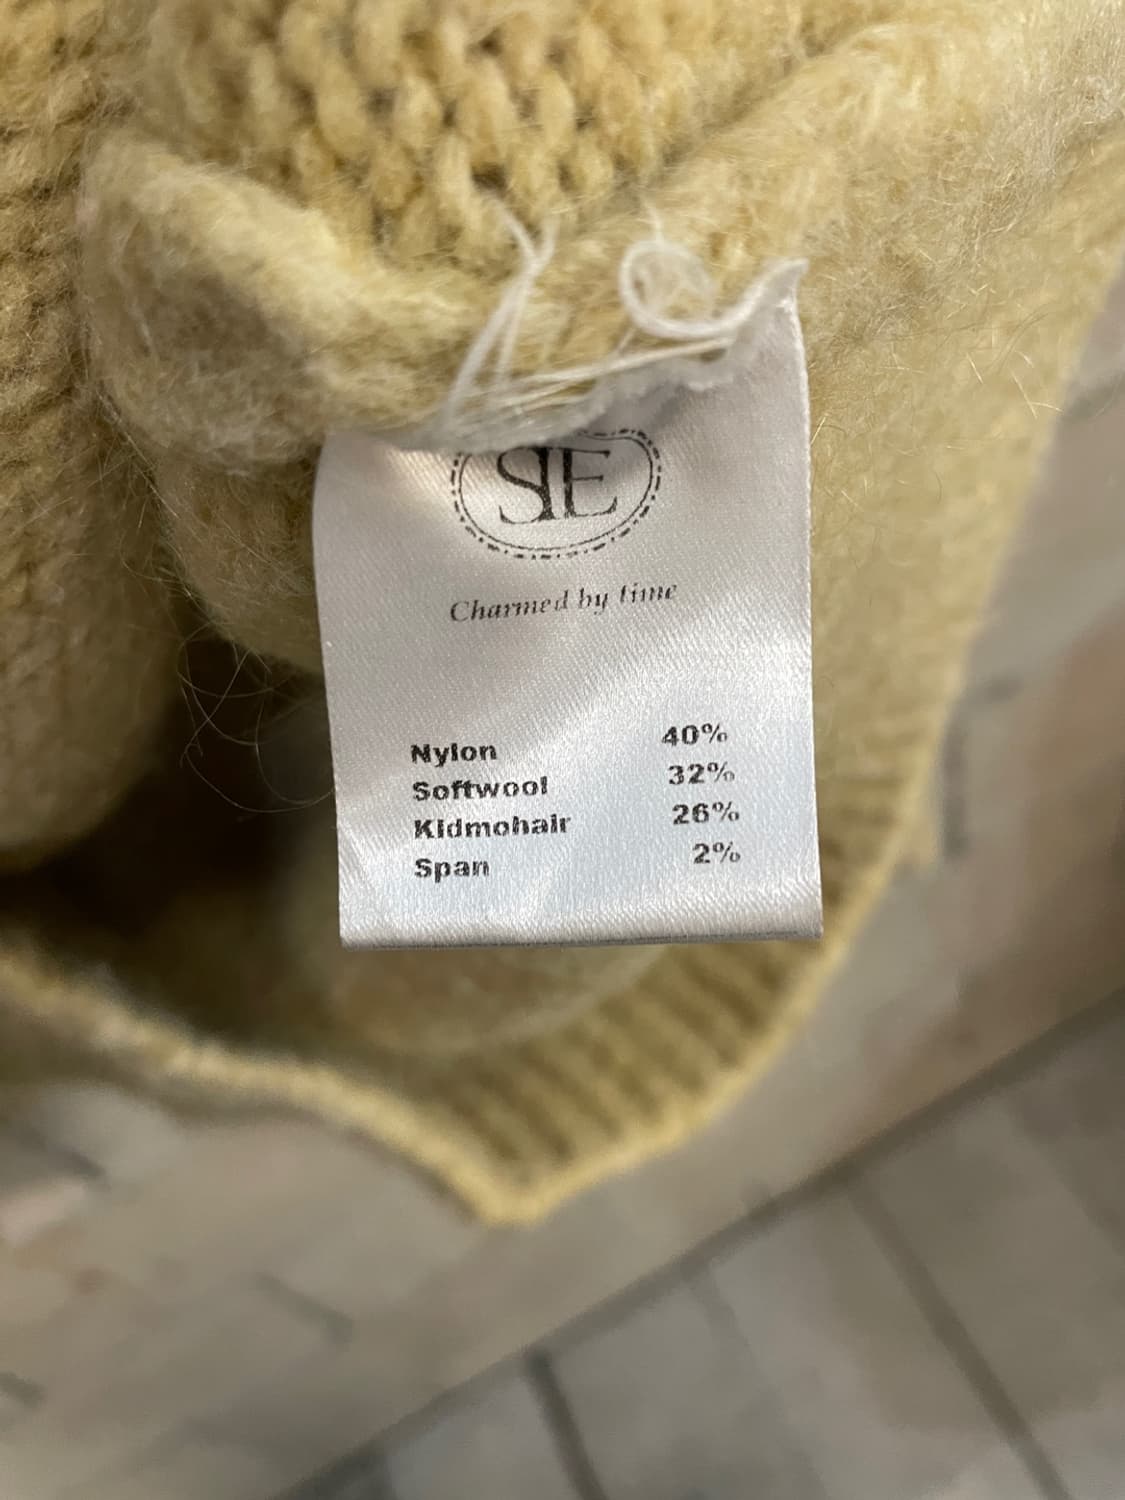 SE
Charmed by time
Nylon 40%
Softwool 32%
Kidmohair 26%
Span 2%